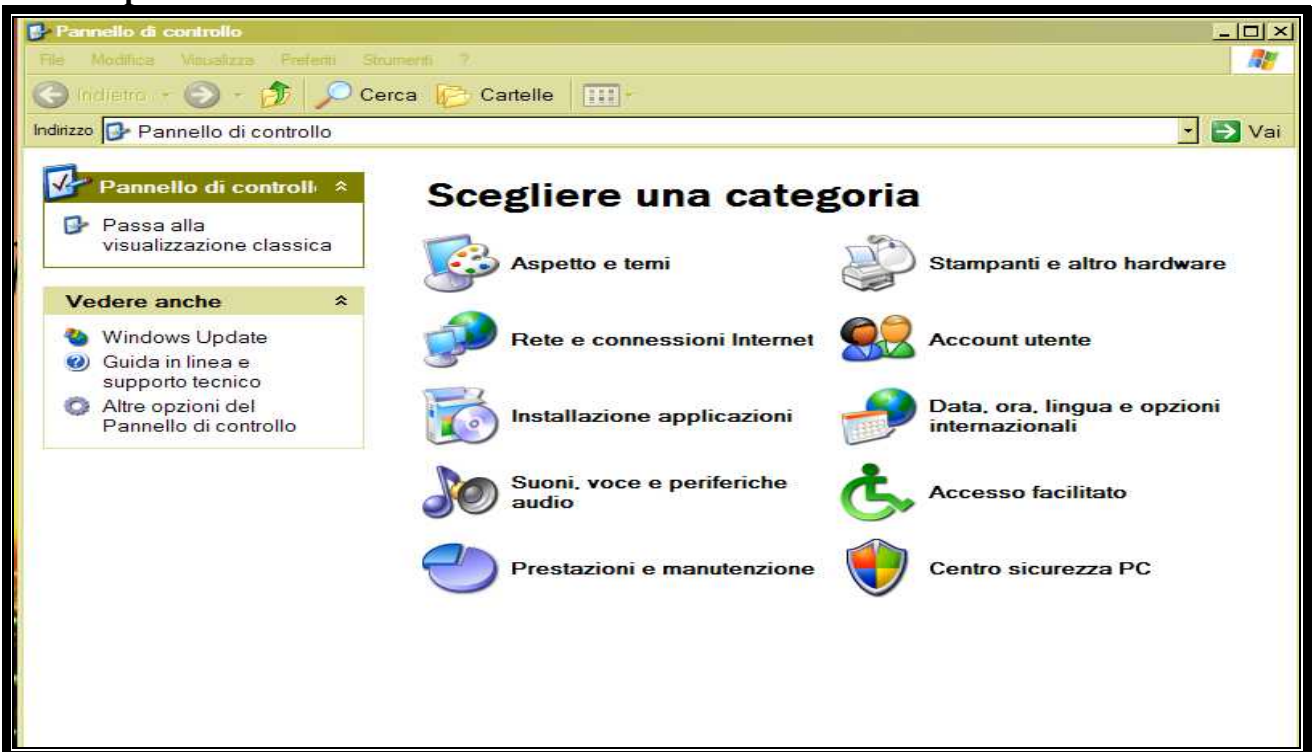 Pannello di controllo
File Modifica Visualizza Preferiti Strumenti ?
Indietro Cerca Cartelle
Indirizzo Pannello di controllo Vai
Pannello di controll
Passa alla
visualizzazione classica
Vedere anche
Windows Update
Guida in linea e
supporto tecnico
Altre opzioni del
Pannello di controllo
Scegliere una categoria
Aspetto e temi
Stampanti e altro hardware
Rete e connessioni Internet
Account utente
Installazione applicazioni
Data, ora, lingua e opzioni
internazionali
Suoni, voce e periferiche
audio
Accesso facilitato
Prestazioni e manutenzione
Centro sicurezza PC